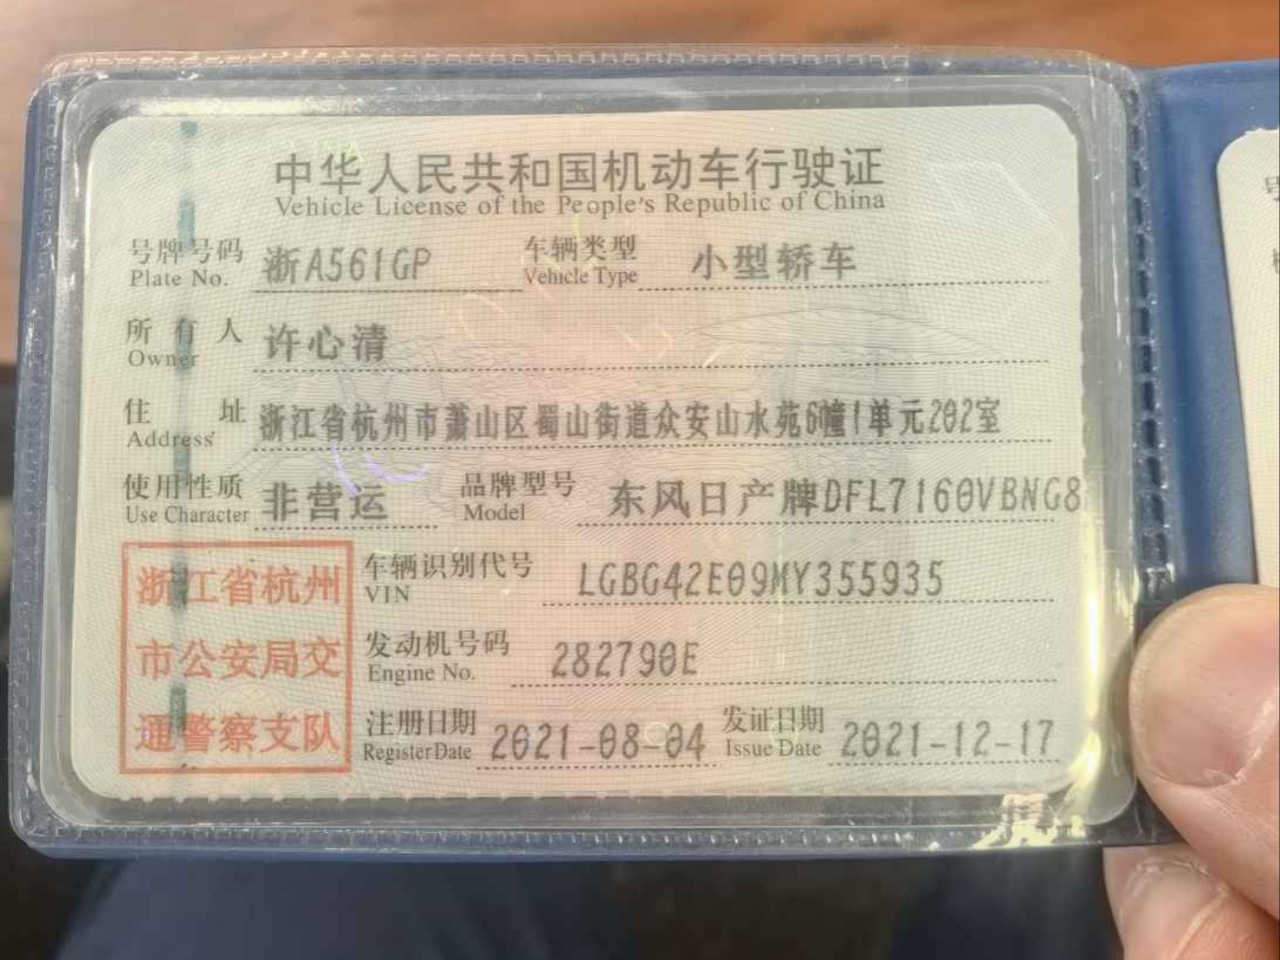 中华人民共和国机动车行驶证
Vehicle License of the People's Republic of China
号牌号码 浙A561GP 车辆类型 小型轿车
Plate No. Vehicle Type
所有人 许心清
Owner
住址 浙江省杭州市萧山区蜀山街道众安山水苑6幢1单元202室
Address
使用性质 非营运 品牌型号 东风日产牌DFL7160VBNG8
Use Character Model
浙江省杭州
市公安局交
通警察支队
车辆识别代号 LGBG42E09MY355935
VIN
发动机号码 282790E
Engine No.
注册日期 2021-08-04 发证日期 2021-12-17
Register Date Issue Date